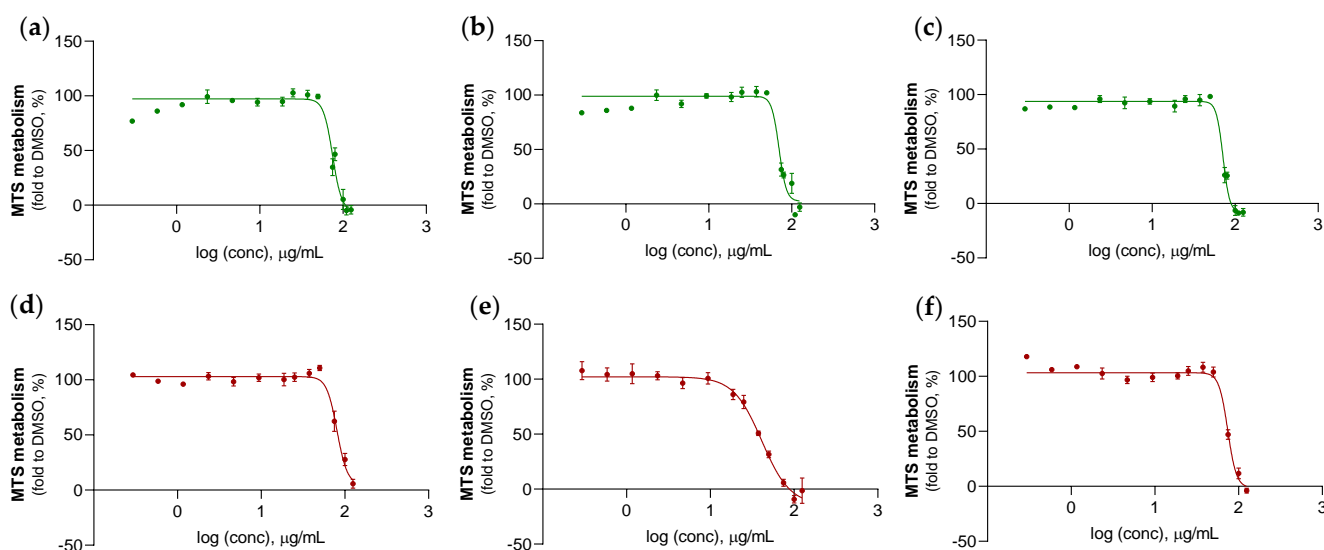 (a)
150
100
50
0
-50
0
1
2
3
MTS metabolism
(fold to DMSO, %)
log (conc), μg/mL
(b)
150
100
50
0
-50
0
1
2
3
MTS metabolism
(fold to DMSO, %)
log (conc), μg/mL
(c)
150
100
50
0
-50
0
1
2
3
MTS metabolism
(fold to DMSO, %)
log (conc), μg/mL
(d)
150
100
50
0
-50
0
1
2
3
MTS metabolism
(fold to DMSO, %)
log (conc), μg/mL
(e)
150
100
50
0
-50
0
1
2
3
MTS metabolism
(fold to DMSO, %)
log (conc), μg/mL
(f)
150
100
50
0
-50
0
1
2
3
MTS metabolism
(fold to DMSO, %)
log (conc), μg/mL